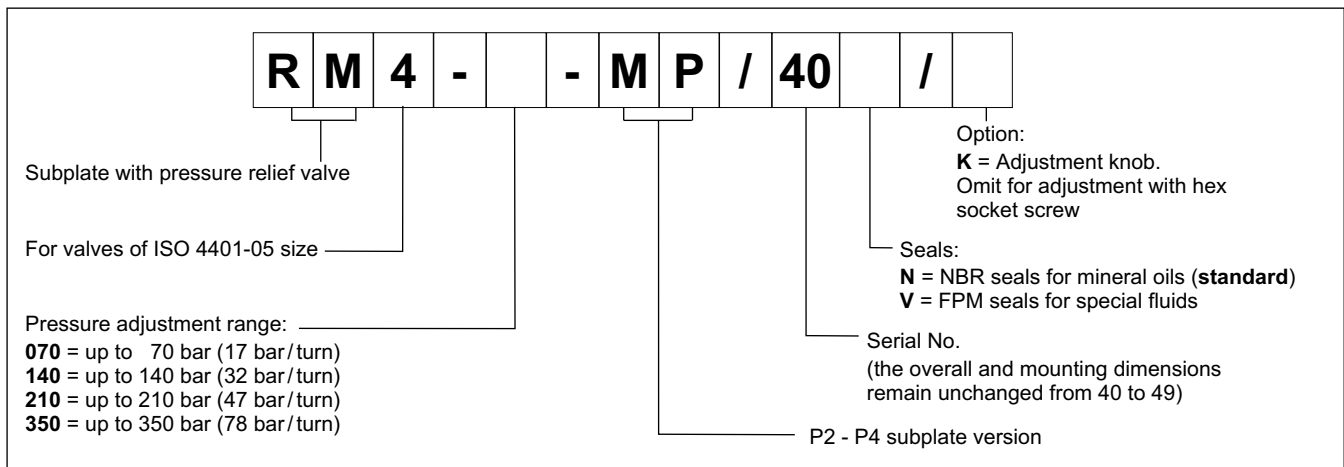 RM4- -MP/40 /
Subplate with pressure relief valve
For valves of ISO 4401-05 size
Pressure adjustment range:
070 = up to 70 bar (17 bar/turn)
140 = up to 140 bar (32 bar/turn)
210 = up to 210 bar (47 bar/turn)
350 = up to 350 bar (78 bar/turn)
Option:
K = Adjustment knob.
Omit for adjustment with hex
socket screw
Seals:
N = NBR seals for mineral oils (standard)
V = FPM seals for special fluids
Serial No.
(the overall and mounting dimensions
remain unchanged from 40 to 49)
P2 - P4 subplate version